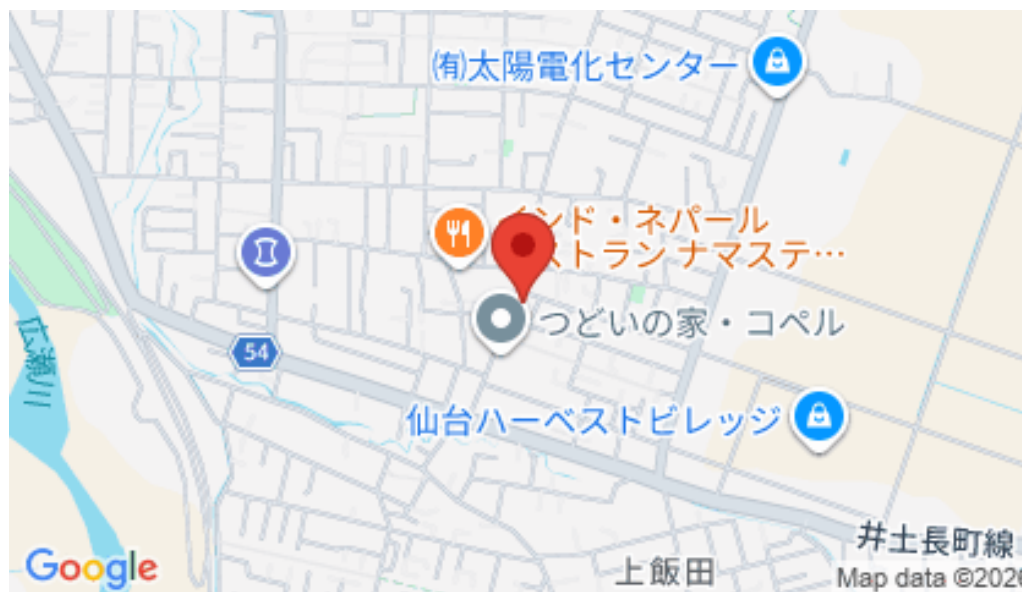 ㈲太陽電化センター
インド・ネパール
レストラン ナマステ…
つどいの家・コペル
54
広瀬川
仙台ハーベストビレッジ
井土長町線
上飯田
Google
Map data ©2026